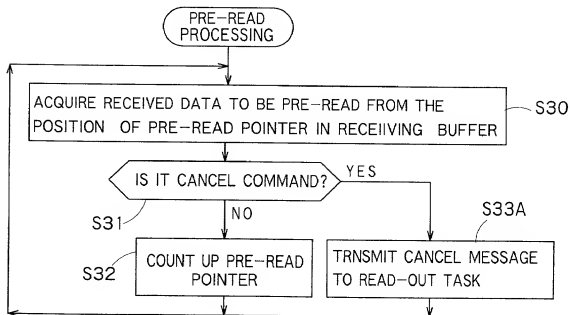 PRE-READ
PROCESSING
ACQUIRE RECEIVED DATA TO BE PRE-READ FROM THE
POSITION OF PRE-READ POINTER IN RECEIIVING BUFFER
S30
IS IT CANCEL COMMAND?
YES
S31
NO
S33A
S32
COUNT UP PRE-READ
POINTER
TRNSMIT CANCEL MESSAGE
TO READ-OUT TASK